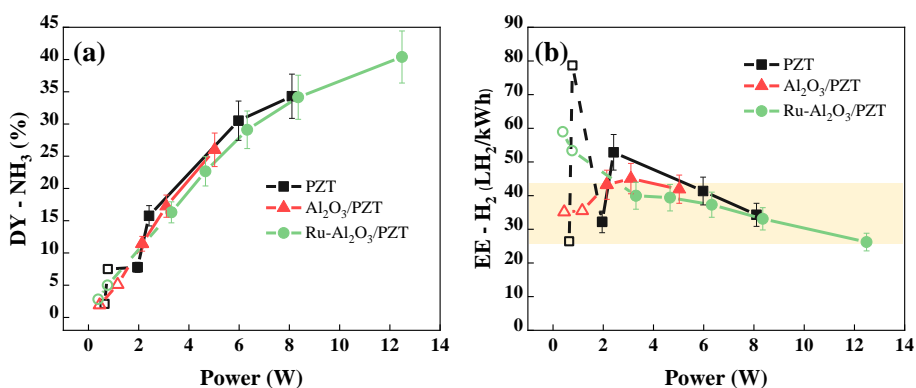 (a)
45
40
35
30
25
20
15
10
5
0
DY - NH₃ (%)
PZT
Al₂O₃/PZT
Ru-Al₂O₃/PZT
0 2 4 6 8 10 12 14
Power (W)
(b)
90
80
70
60
50
40
30
20
10
0
EE - H₂ (LH₂/kWh)
PZT
Al₂O₃/PZT
Ru-Al₂O₃/PZT
0 2 4 6 8 10 12 14
Power (W)